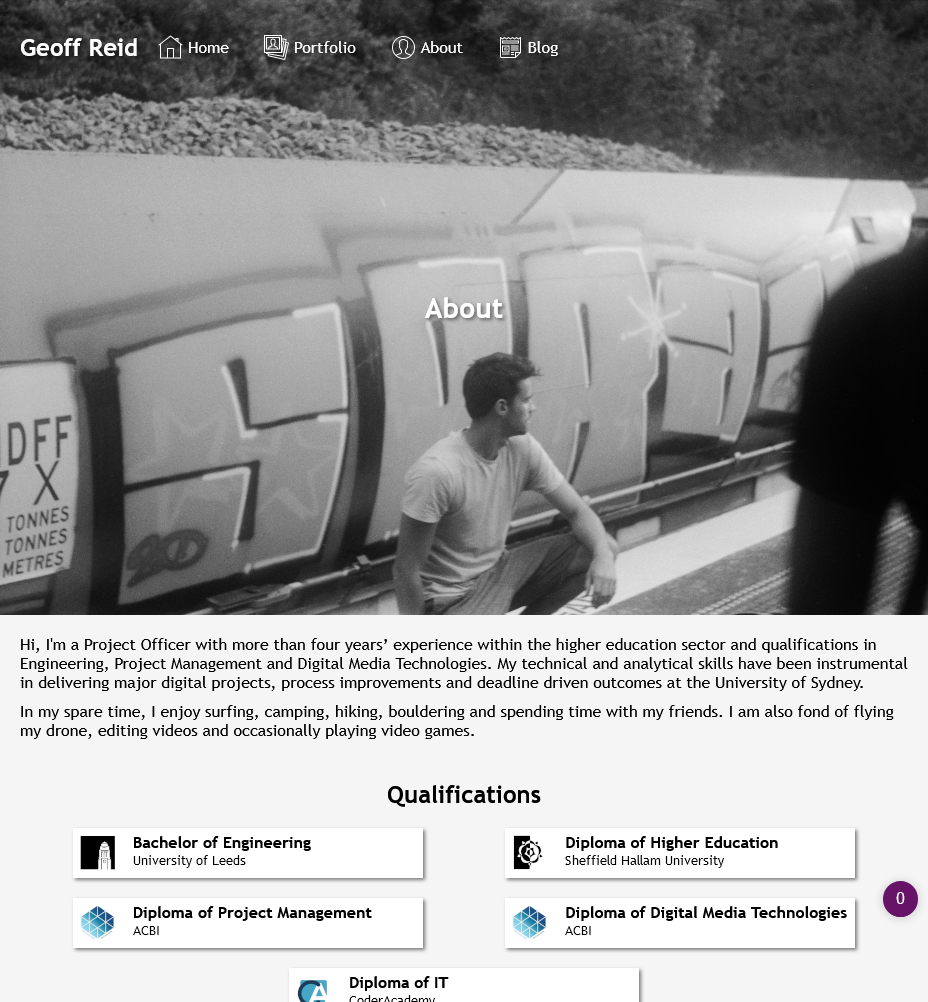 Geoff Reid
Home
Portfolio
About
Blog
About
DFF
7 X
TONNES
TONNES
METRES
Hi, I'm a Project Officer with more than four years’ experience within the higher education sector and qualifications in
Engineering, Project Management and Digital Media Technologies. My technical and analytical skills have been instrumental
in delivering major digital projects, process improvements and deadline driven outcomes at the University of Sydney.
In my spare time, I enjoy surfing, camping, hiking, bouldering and spending time with my friends. I am also fond of flying
my drone, editing videos and occasionally playing video games.
Qualifications
Bachelor of Engineering
University of Leeds
Diploma of Higher Education
Sheffield Hallam University
0
Diploma of Project Management
ACBI
Diploma of Digital Media Technologies
ACBI
Diploma of IT
CoderAcademy